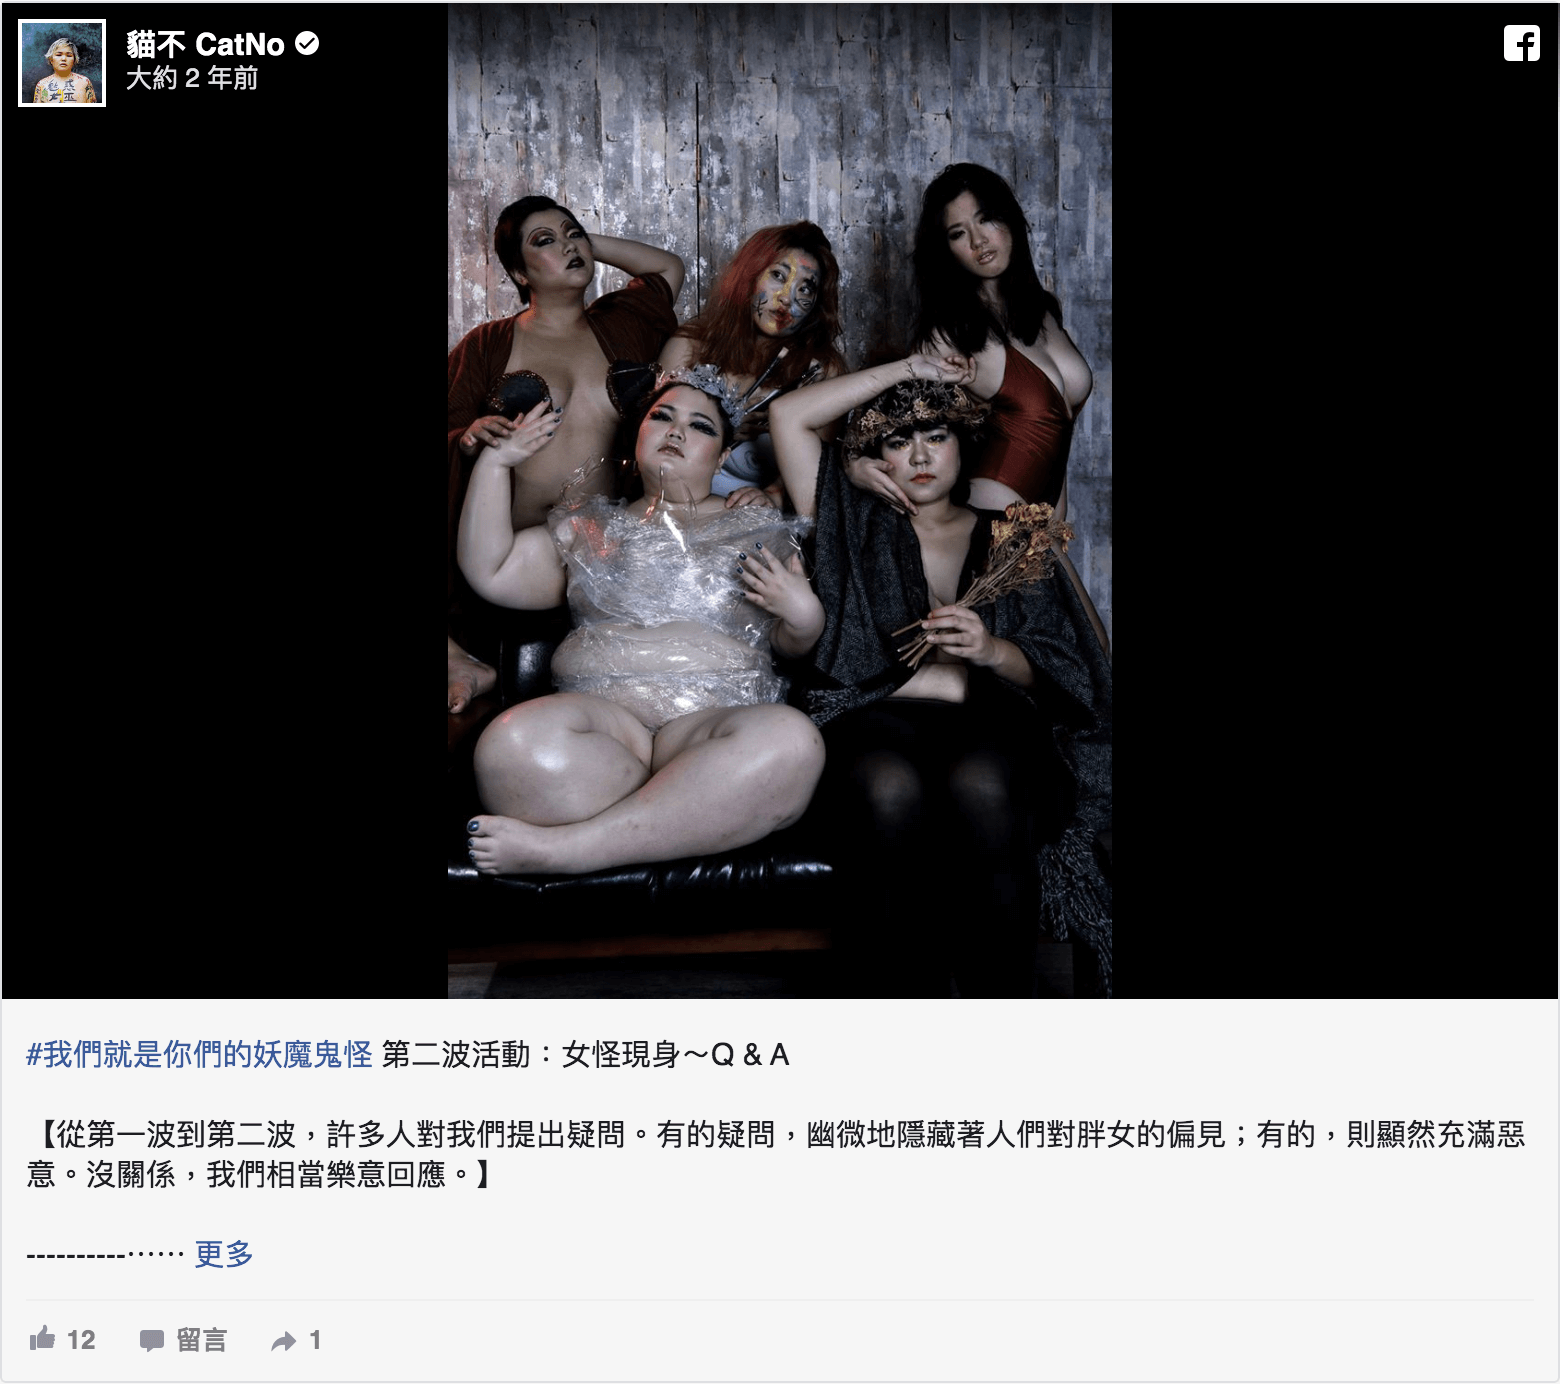 貓不 CatNo
大約 2 年前
#我們就是你們的妖魔鬼怪 第二波活動：女怪現身～Q & A
【從第一波到第二波，許多人對我們提出疑問。有的疑問，幽微地隱藏著人們對胖女的偏見；有的，則顯然充滿惡
意。沒關係，我們相當樂意回應。】
----------⋯⋯ 更多
12 留言 1